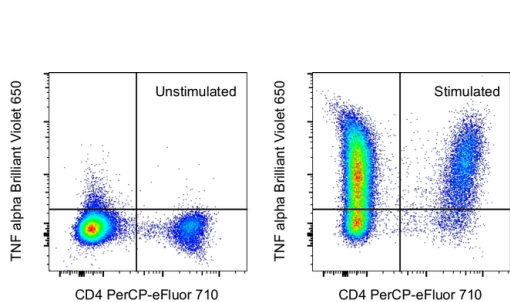 Unstimulated
TNF alpha Brilliant Violet 650
CD4 PerCP-eFluor 710
Stimulated
TNF alpha Brilliant Violet 650
CD4 PerCP-eFluor 710